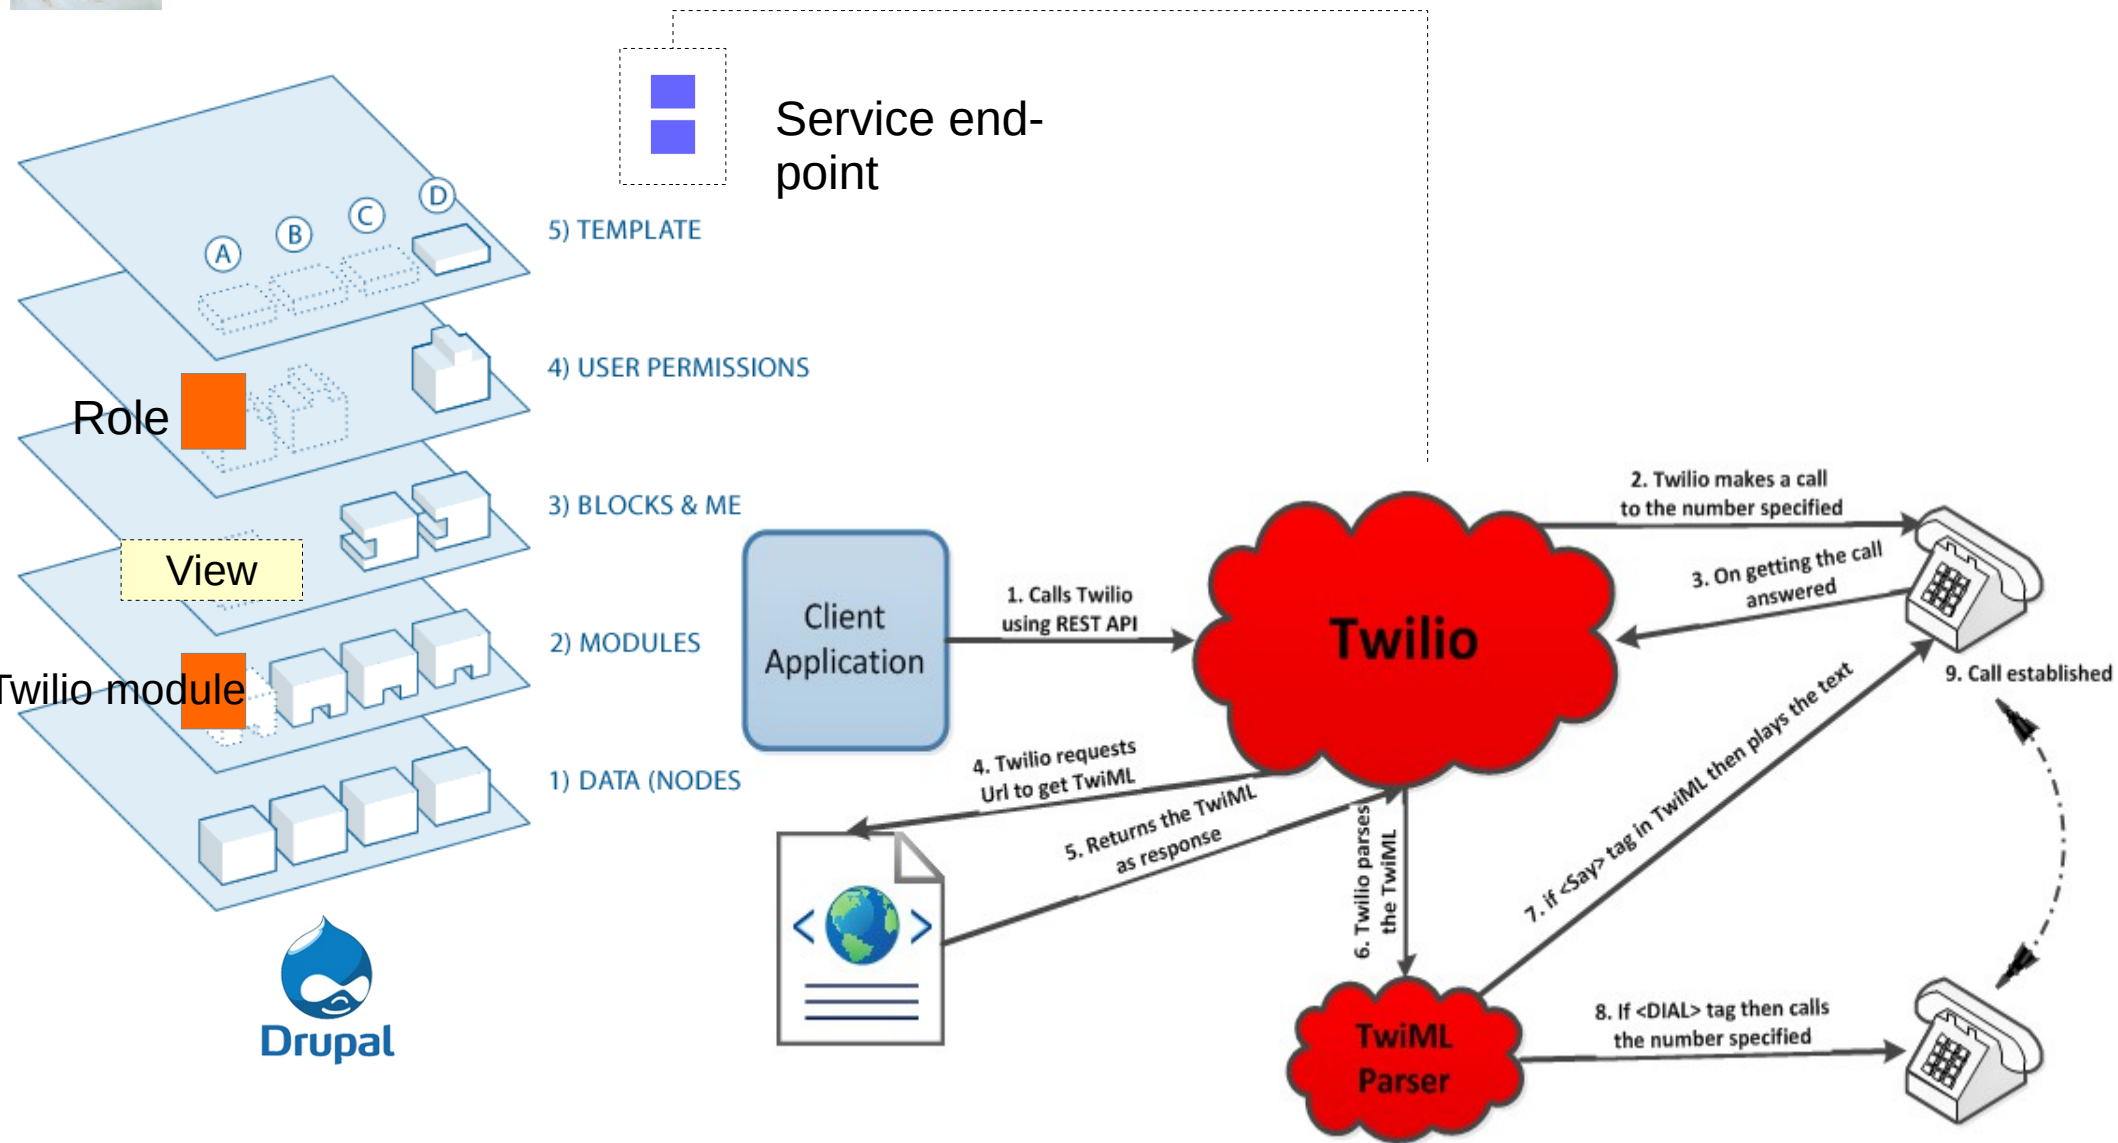 Service end-
point
A
B
C
D
5) TEMPLATE
4) USER PERMISSIONS
Role
3) BLOCKS & ME
View
2) MODULES
Twilio module
1) DATA (NODES
Drupal
Client
Application
1. Calls Twilio
using REST API
Twilio
2. Twilio makes a call
to the number specified
3. On getting the call
answered
9. Call established
4. Twilio requests
Url to get TwiML
5. Returns the TwiML
as response
6. Twilio parses
the TwiML
7. if <Say> tag in TwiML then plays the text
< >
TwiML
Parser
8. If <DIAL> tag then calls
the number specified